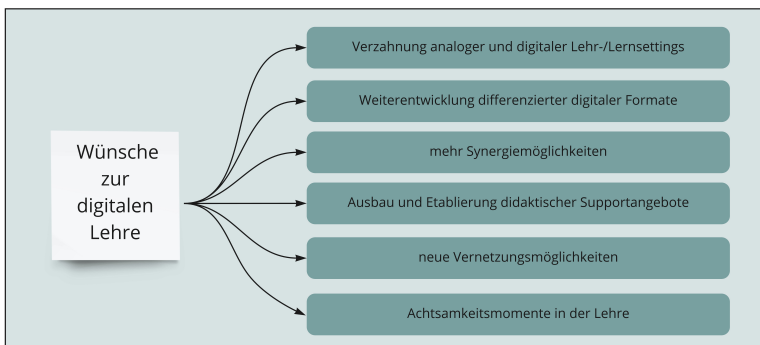 Wünsche
zur
digitalen
Lehre
Verzahnung analoger und digitaler Lehr-/Lernsettings
Weiterentwicklung differenzierter digitaler Formate
mehr Synergiemöglichkeiten
Ausbau und Etablierung didaktischer Supportangebote
neue Vernetzungsmöglichkeiten
Achtsamkeitsmomente in der Lehre